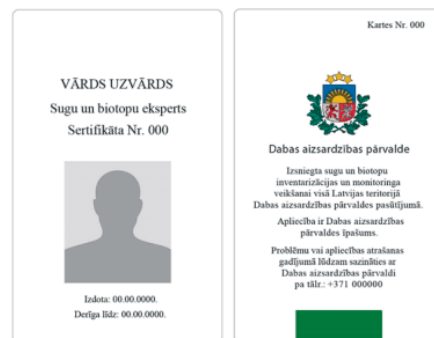 VĀRDS UZVĀRDS
Sugu un biotopu eksperts
Sertifikāta Nr. 000
Izdota: 00.00.0000.
Derīga līdz: 00.00.0000.
Kartes Nr. 000
Dabas aizsardzības pārvalde
Izsniegta sugu un biotopu
inventarizācijas un monitoringa
veikšanai visā Latvijas teritorijā
Dabas aizsardzības pārvaldes pasūtījumā.
Apliecība ir Dabas aizsardzības
pārvaldes īpašums.
Problēmu vai apliecības atrašanas
gadījumā lūdzam sazināties ar
Dabas aizsardzības pārvaldi
pa tālr.: +371 000000